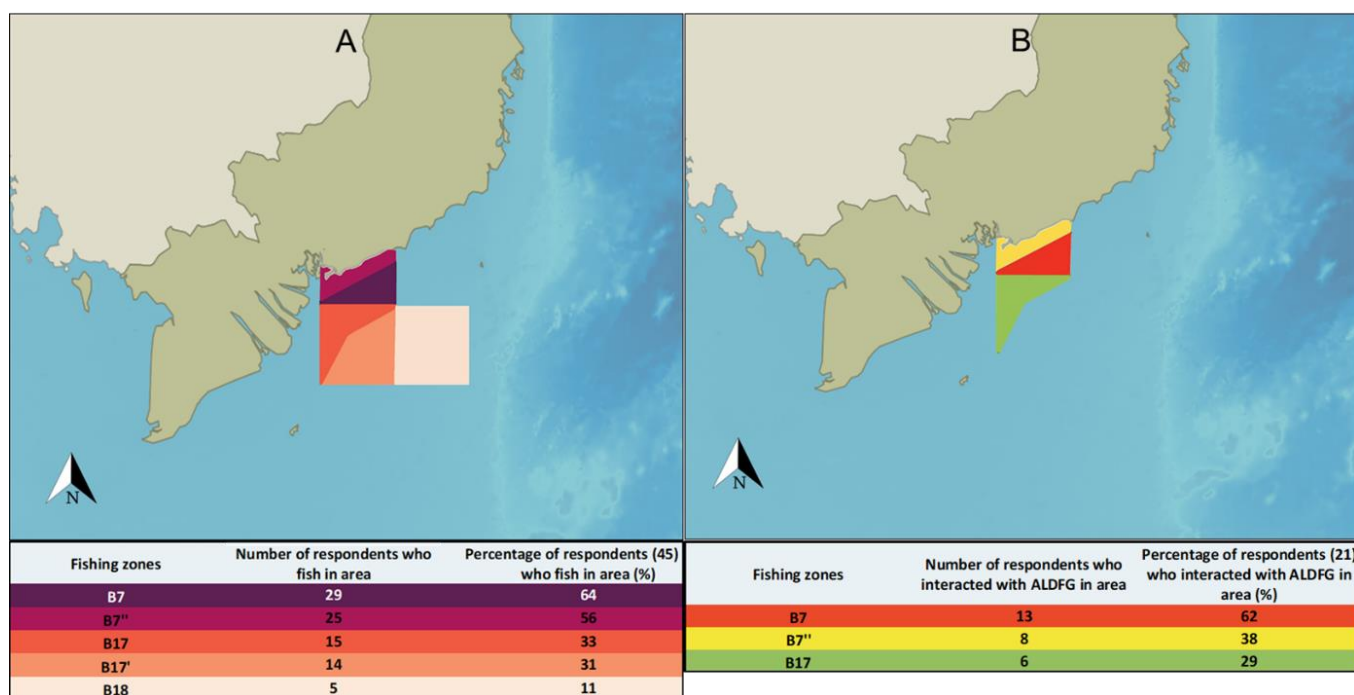 A
N
Fishing zones Number of respondents who fish in area Percentage of respondents (45) who fish in area (%)
B7 29 64
B7" 25 56
B17 15 33
B17' 14 31
B18 5 11
B
N
Fishing zones Number of respondents who interacted with ALDFG in area Percentage of respondents (21) who interacted with ALDFG in area (%)
B7 13 62
B7" 8 38
B17 6 29